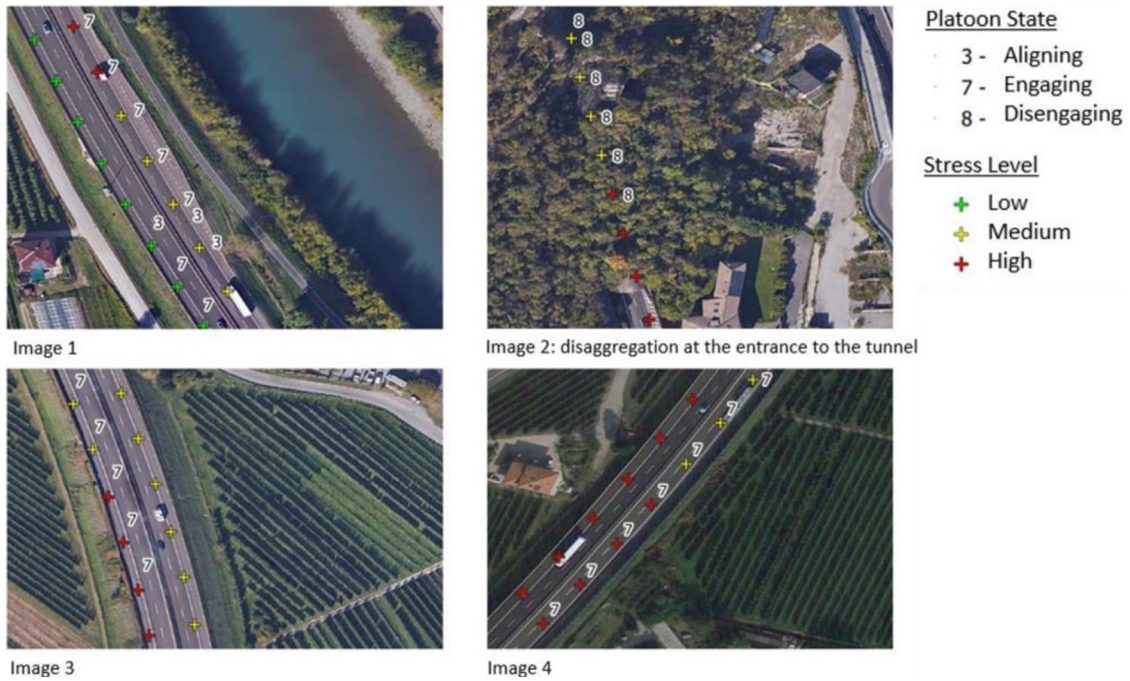 7
7
7
7
7
3
3
3
7
7
Image 1
8
8
8
8
8
Image 2: disaggregation at the entrance to the tunnel
Platoon State
3 - Aligning
7 - Engaging
8 - Disengaging
Stress Level
Low
Medium
High
7
7
7
7
7
Image 3
7
7
7
7
7
7
7
Image 4